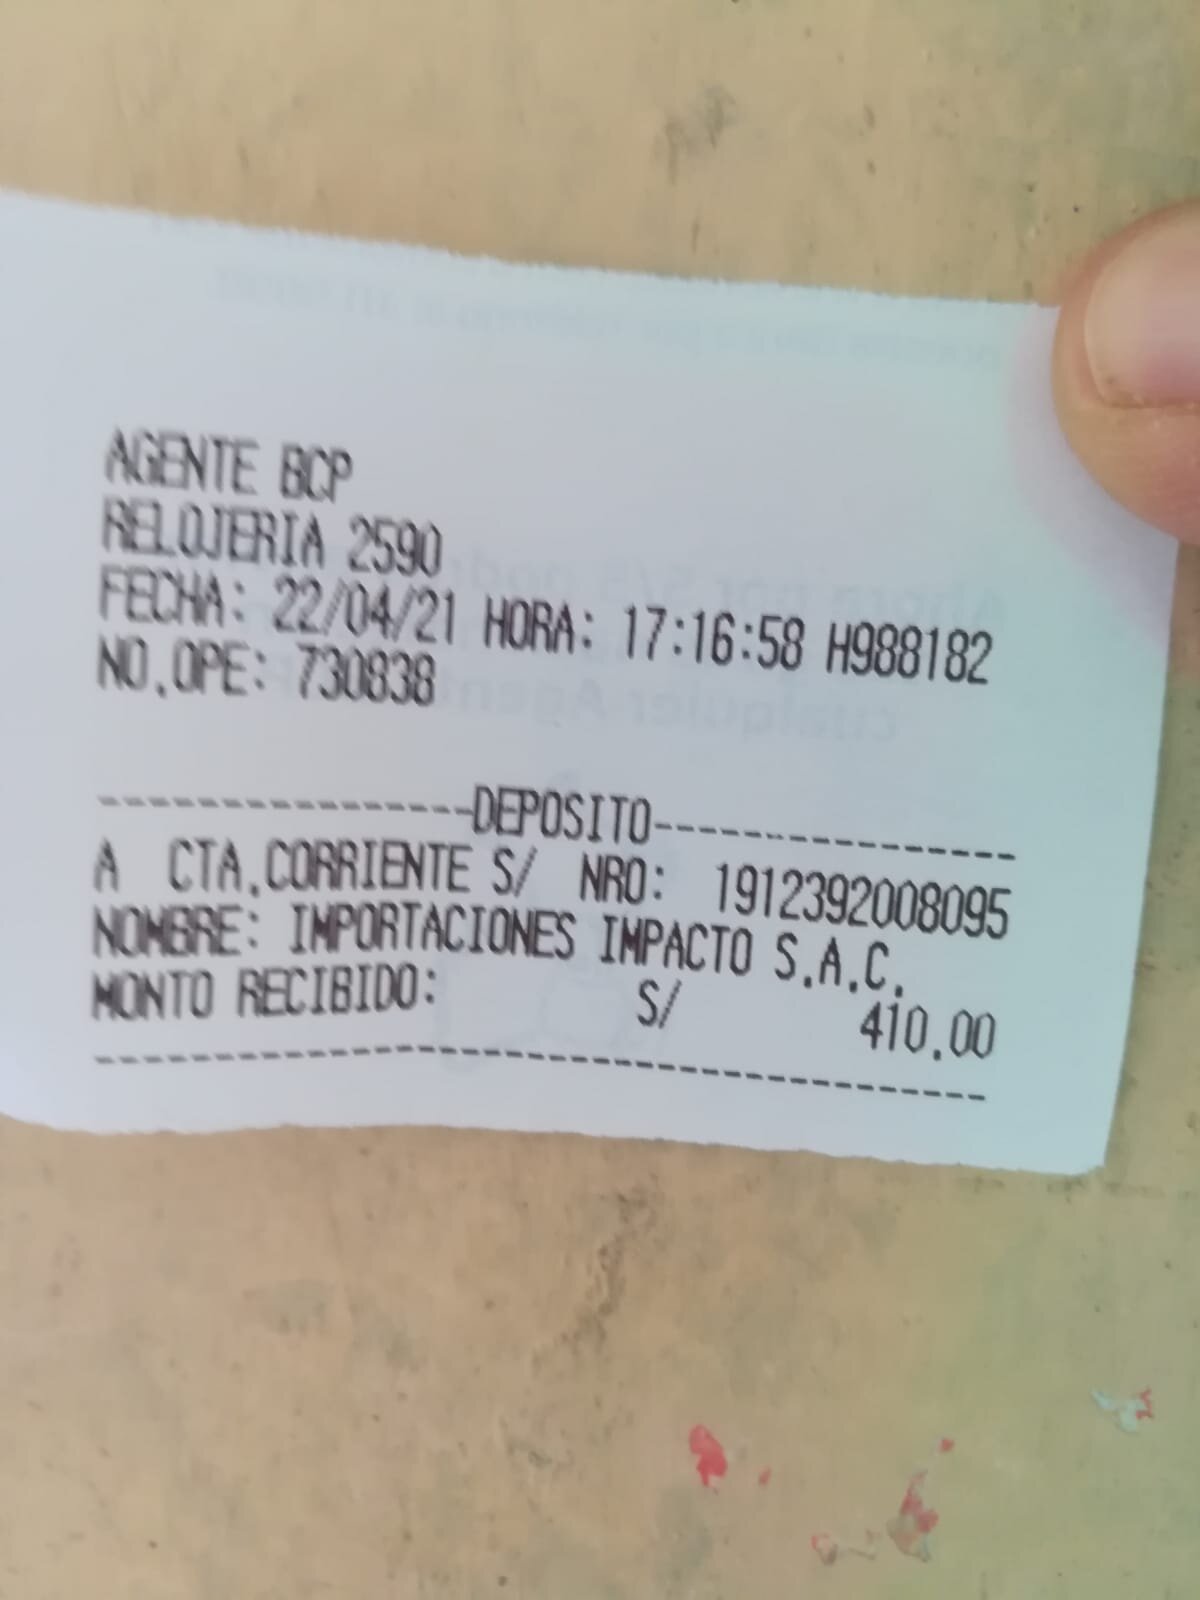 AGENTE BCP
RELOJERIA 2590
FECHA: 22/04/21 HORA: 17:16:58 H988182
NO.OPE: 730838
----------------DEPOSITO----------------
A CTA.CORRIENTE S/ NRO: 1912392008095
NOMBRE: IMPORTACIONES IMPACTO S.A.C.
MONTO RECIBIDO: S/ 410.00